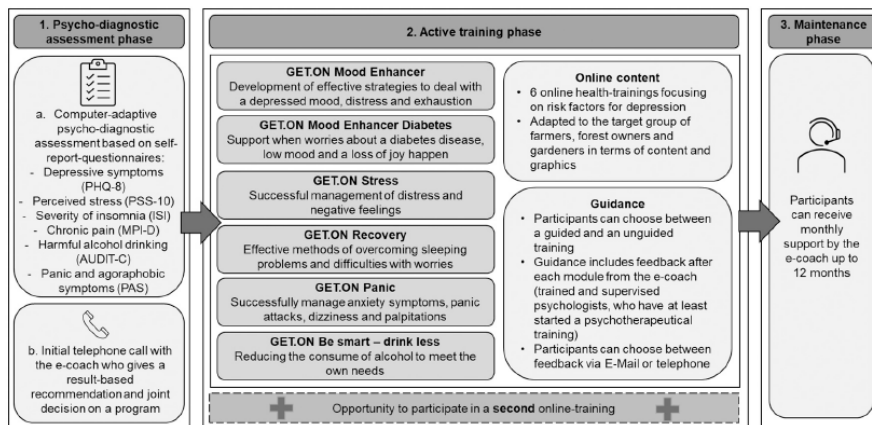 1. Psycho-diagnostic
assessment phase
a. Computer-adaptive
psycho-diagnostic
assessment based on self-
report-questionnaires:
- Depressive symptoms
(PHQ-8)
- Perceived stress (PSS-10)
- Severity of insomnia (ISI)
- Chronic pain (MPI-D)
- Harmful alcohol drinking
(AUDIT-C)
- Panic and agoraphobic
symptoms (PAS)
b. Initial telephone call with
the e-coach who gives a
result-based
recommendation and joint
decision on a program
2. Active training phase
GET.ON Mood Enhancer
Development of effective strategies to deal with
a depressed mood, distress and exhaustion
GET.ON Mood Enhancer Diabetes
Support when worries about a diabetes disease,
low mood and a loss of joy happen
GET.ON Stress
Successful management of distress and
negative feelings
GET.ON Recovery
Effective methods of overcoming sleeping
problems and difficulties with worries
GET.ON Panic
Successfully manage anxiety symptoms, panic
attacks, dizziness and palpitations
GET.ON Be smart – drink less
Reducing the consume of alcohol to meet the
own needs
Online content
• 6 online health-trainings focusing
on risk factors for depression
• Adapted to the target group of
farmers, forest owners and
gardeners in terms of content and
graphics
Guidance
• Participants can choose between
a guided and an unguided
training
• Guidance includes feedback after
each module from the e-coach
(trained and supervised
psychologists, who have at least
started a psychotherapeutical
training)
• Participants can choose between
feedback via E-Mail or telephone
Opportunity to participate in a second online-training
3. Maintenance
phase
Participants
can receive
monthly
support by the
e-coach up to
12 months